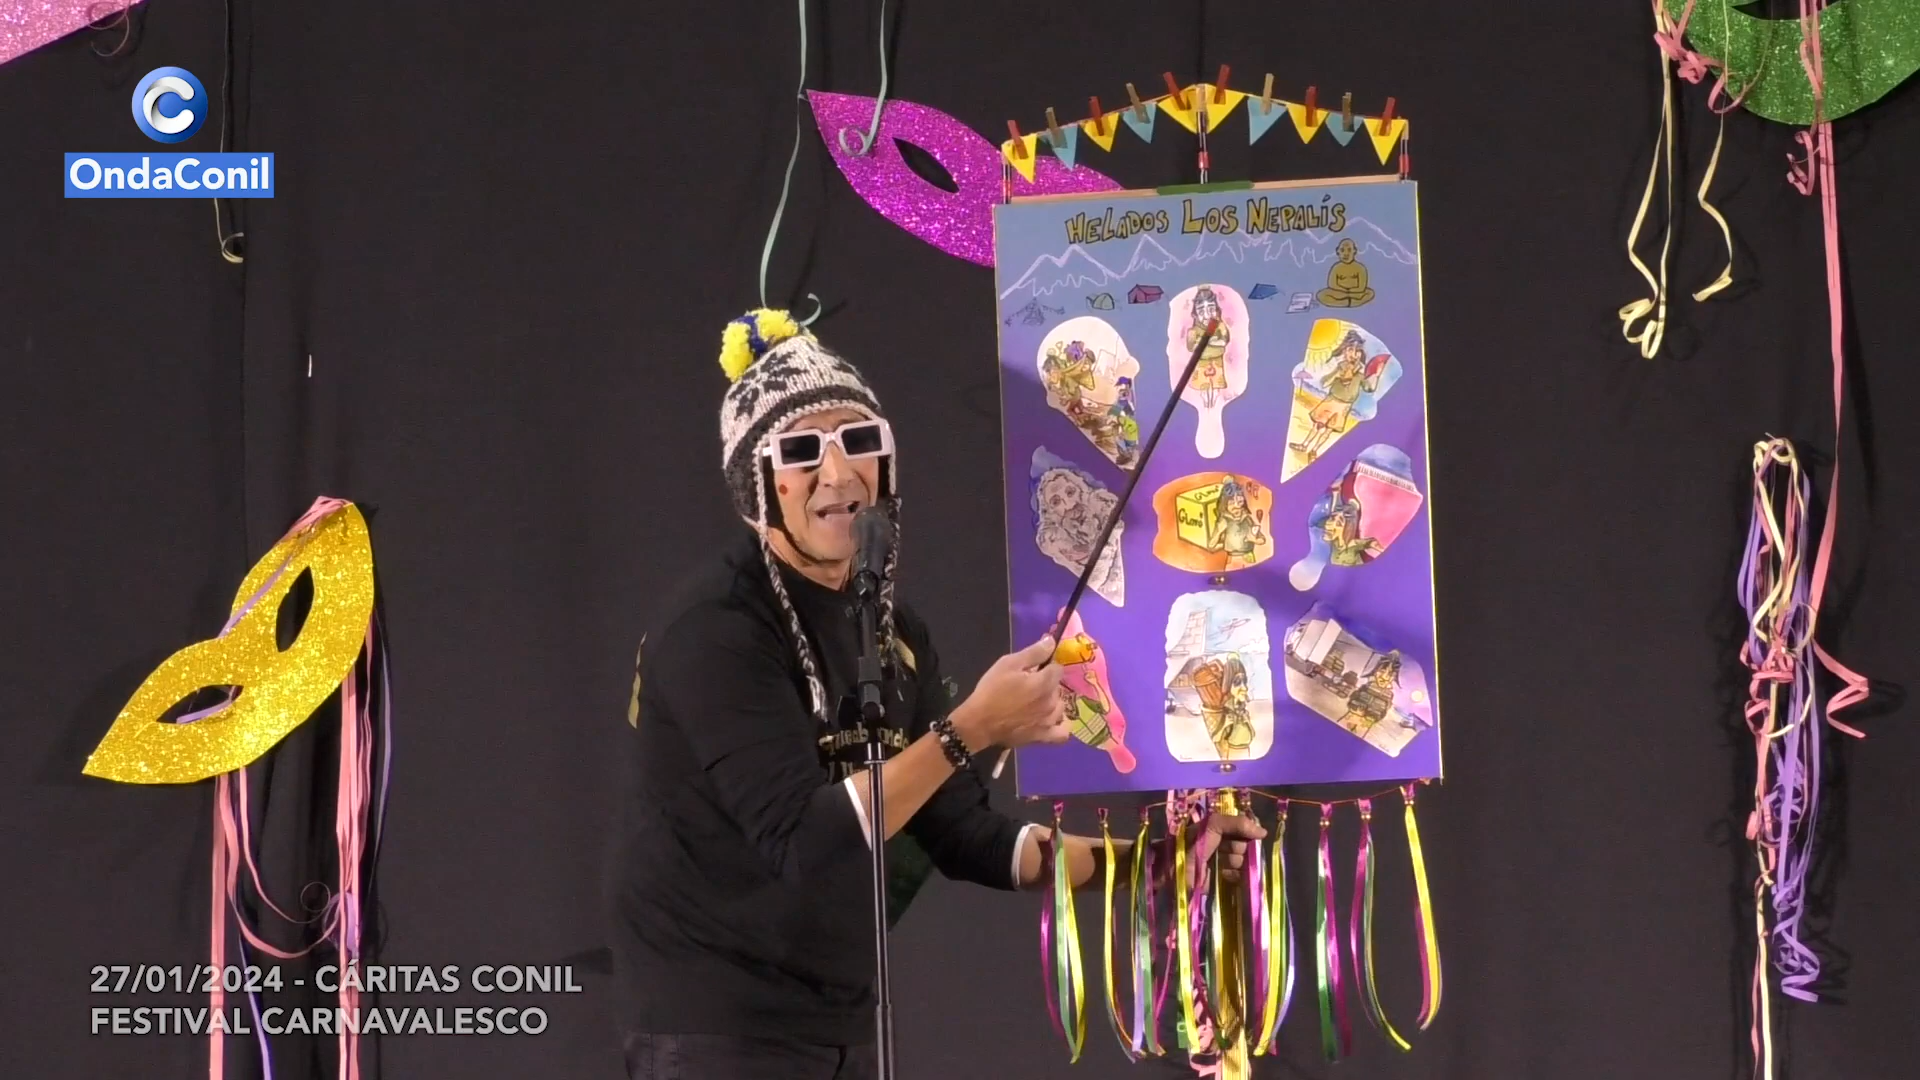 OndaConil
HELADOS LOS NEPALÍS
27/01/2024 - CÁRITAS CONIL
FESTIVAL CARNAVALESCO